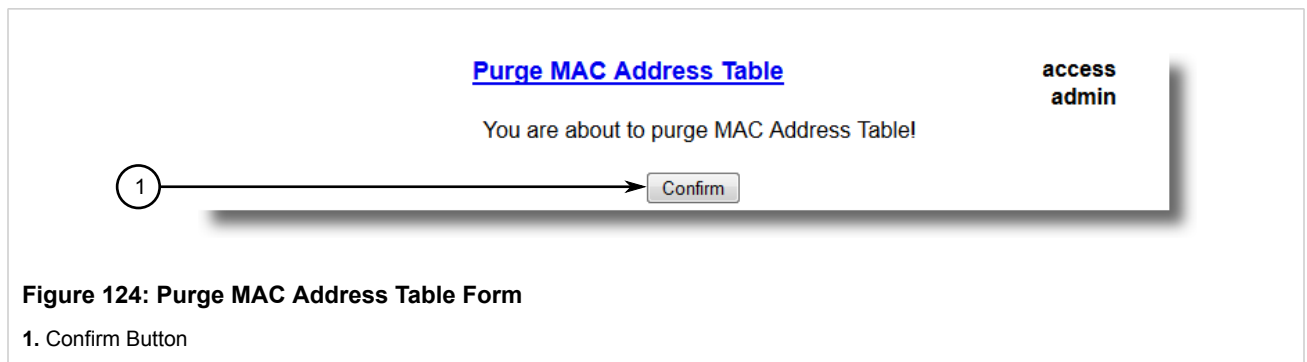 Purge MAC Address Table
access
admin
You are about to purge MAC Address Table!
1
Confirm
Figure 124: Purge MAC Address Table Form
1. Confirm Button